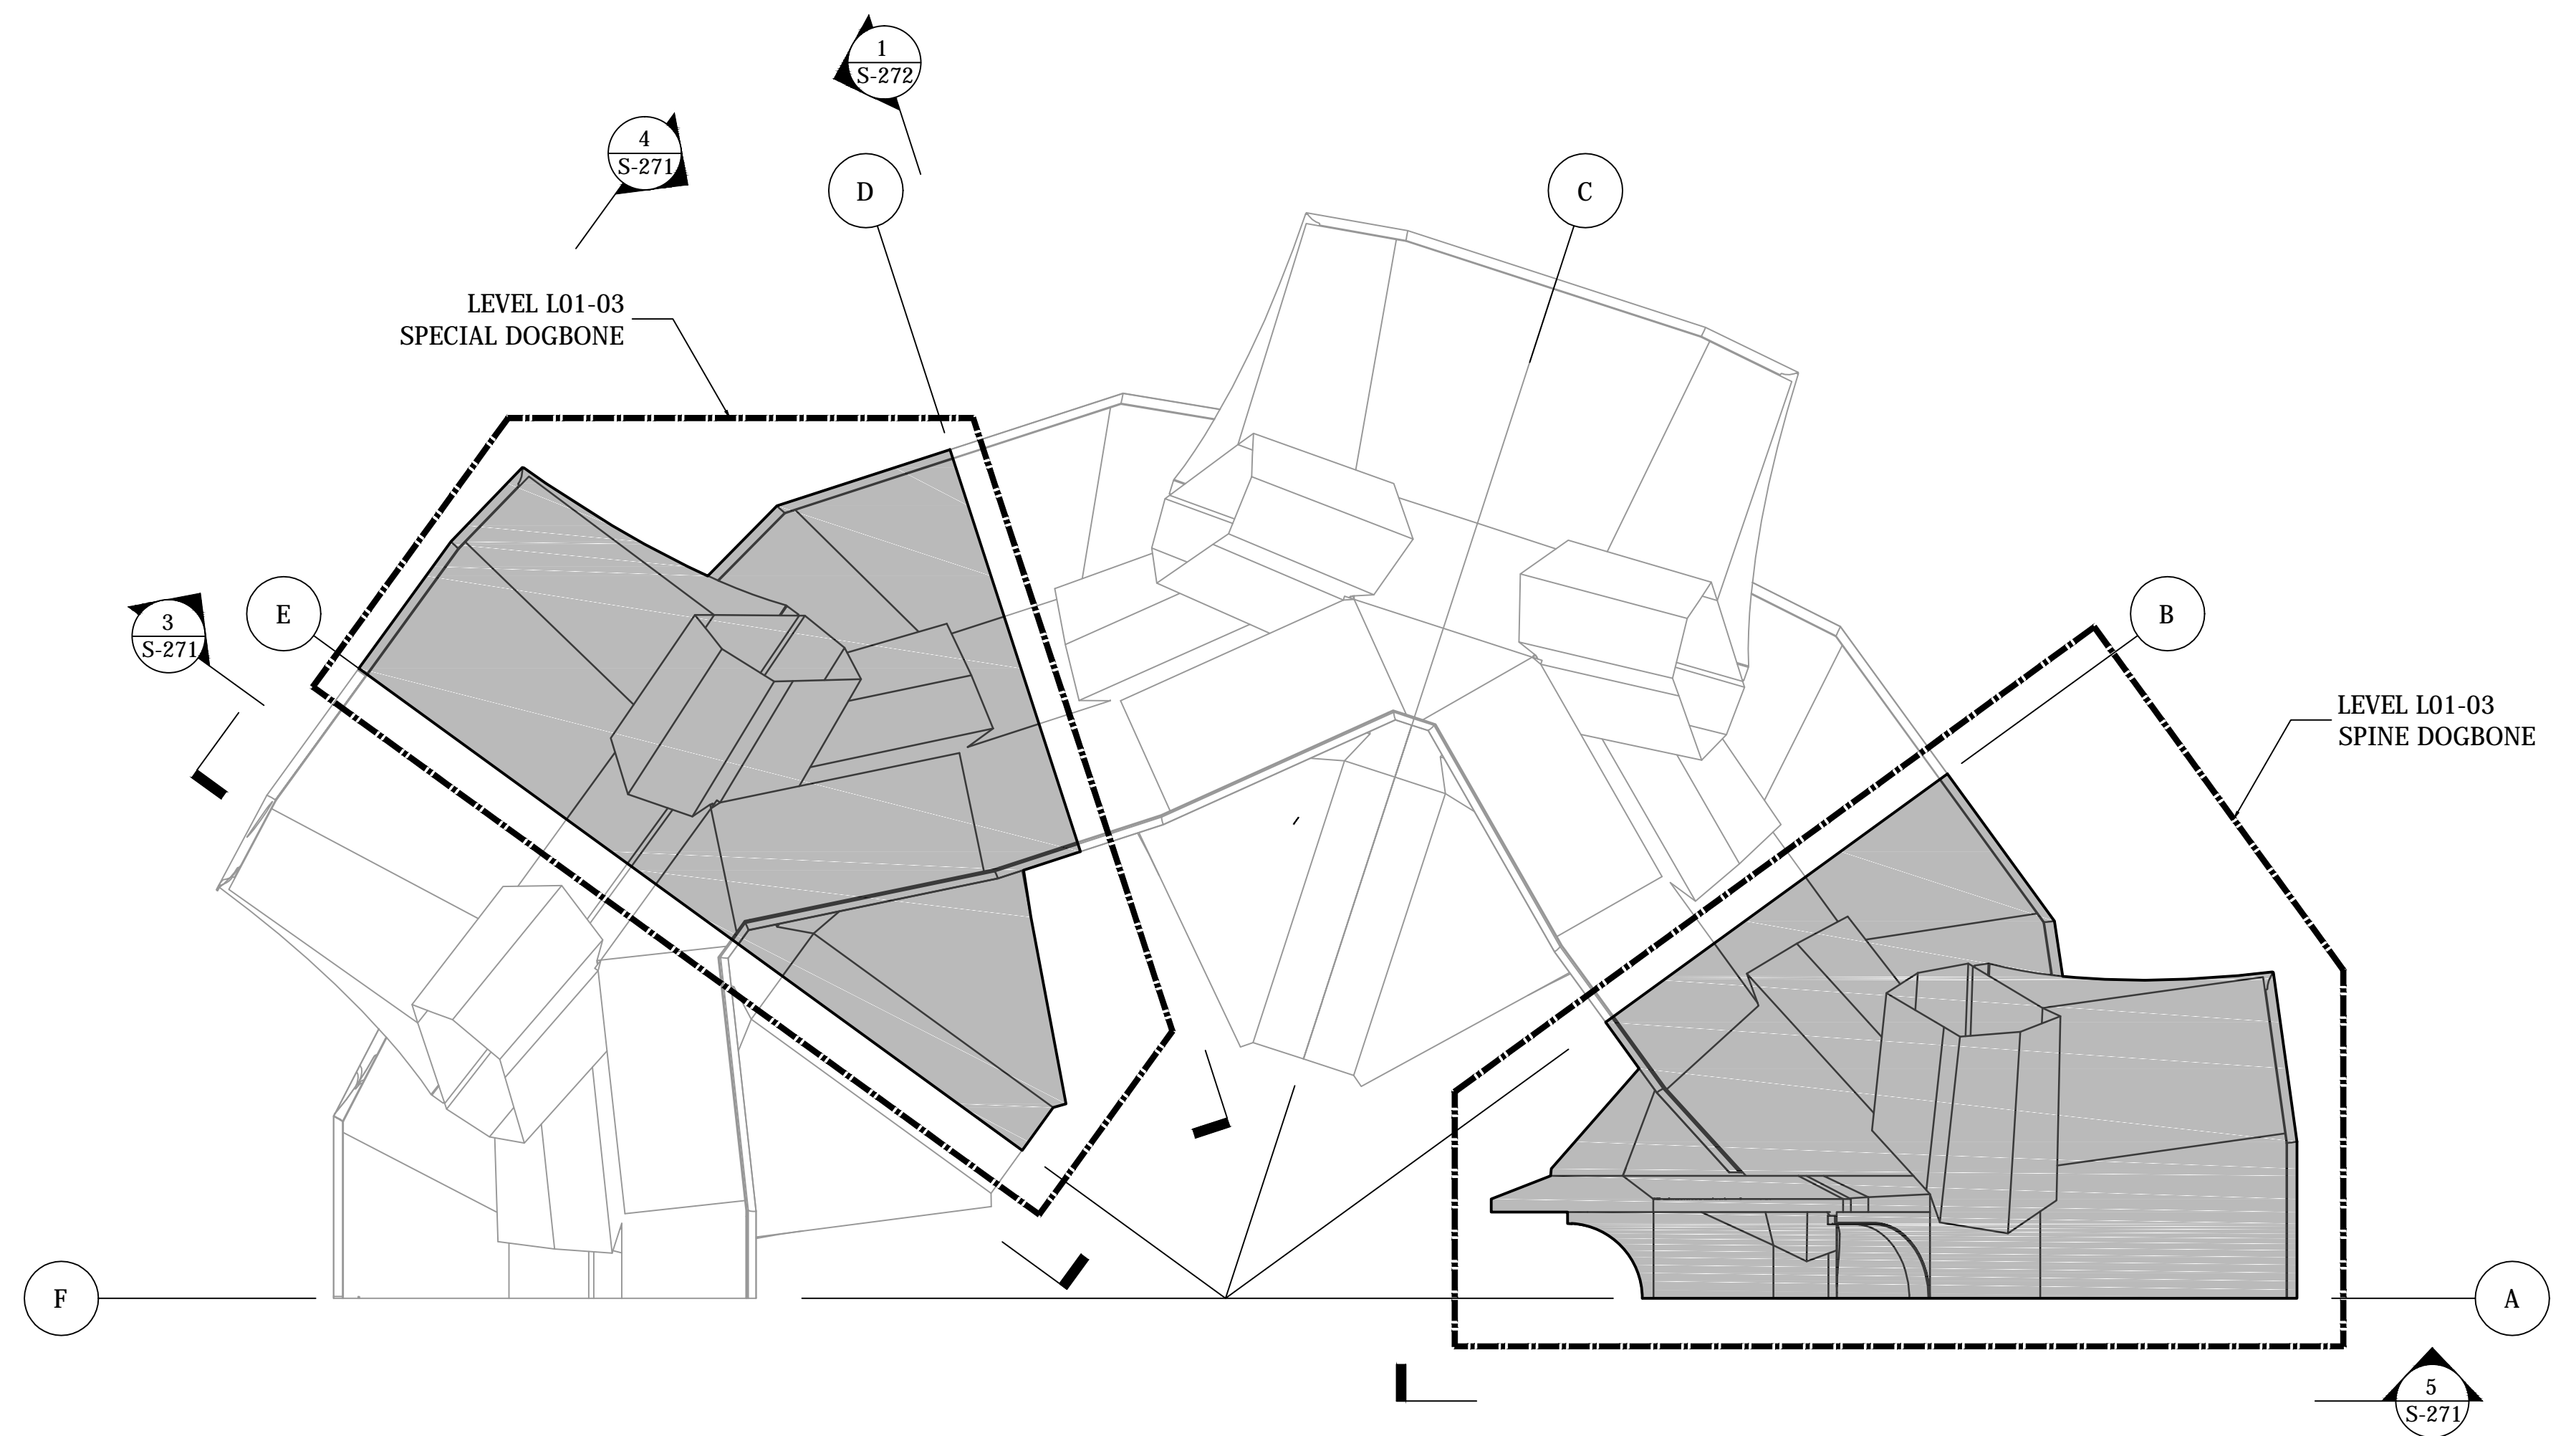 1
S-272
4
S-271
D
C
LEVEL L01-03
SPECIAL DOGBONE
3
S-271
E
B
LEVEL L01-03
SPINE DOGBONE
F
A
5
S-271